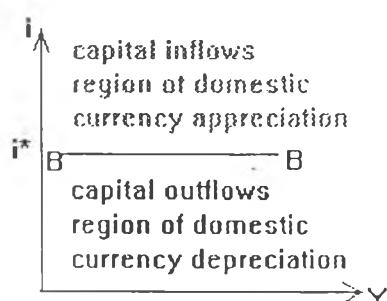 i
capital inflows
region of domestic
currency appreciation
i*
B B
capital outflows
region of domestic
currency depreciation
Y